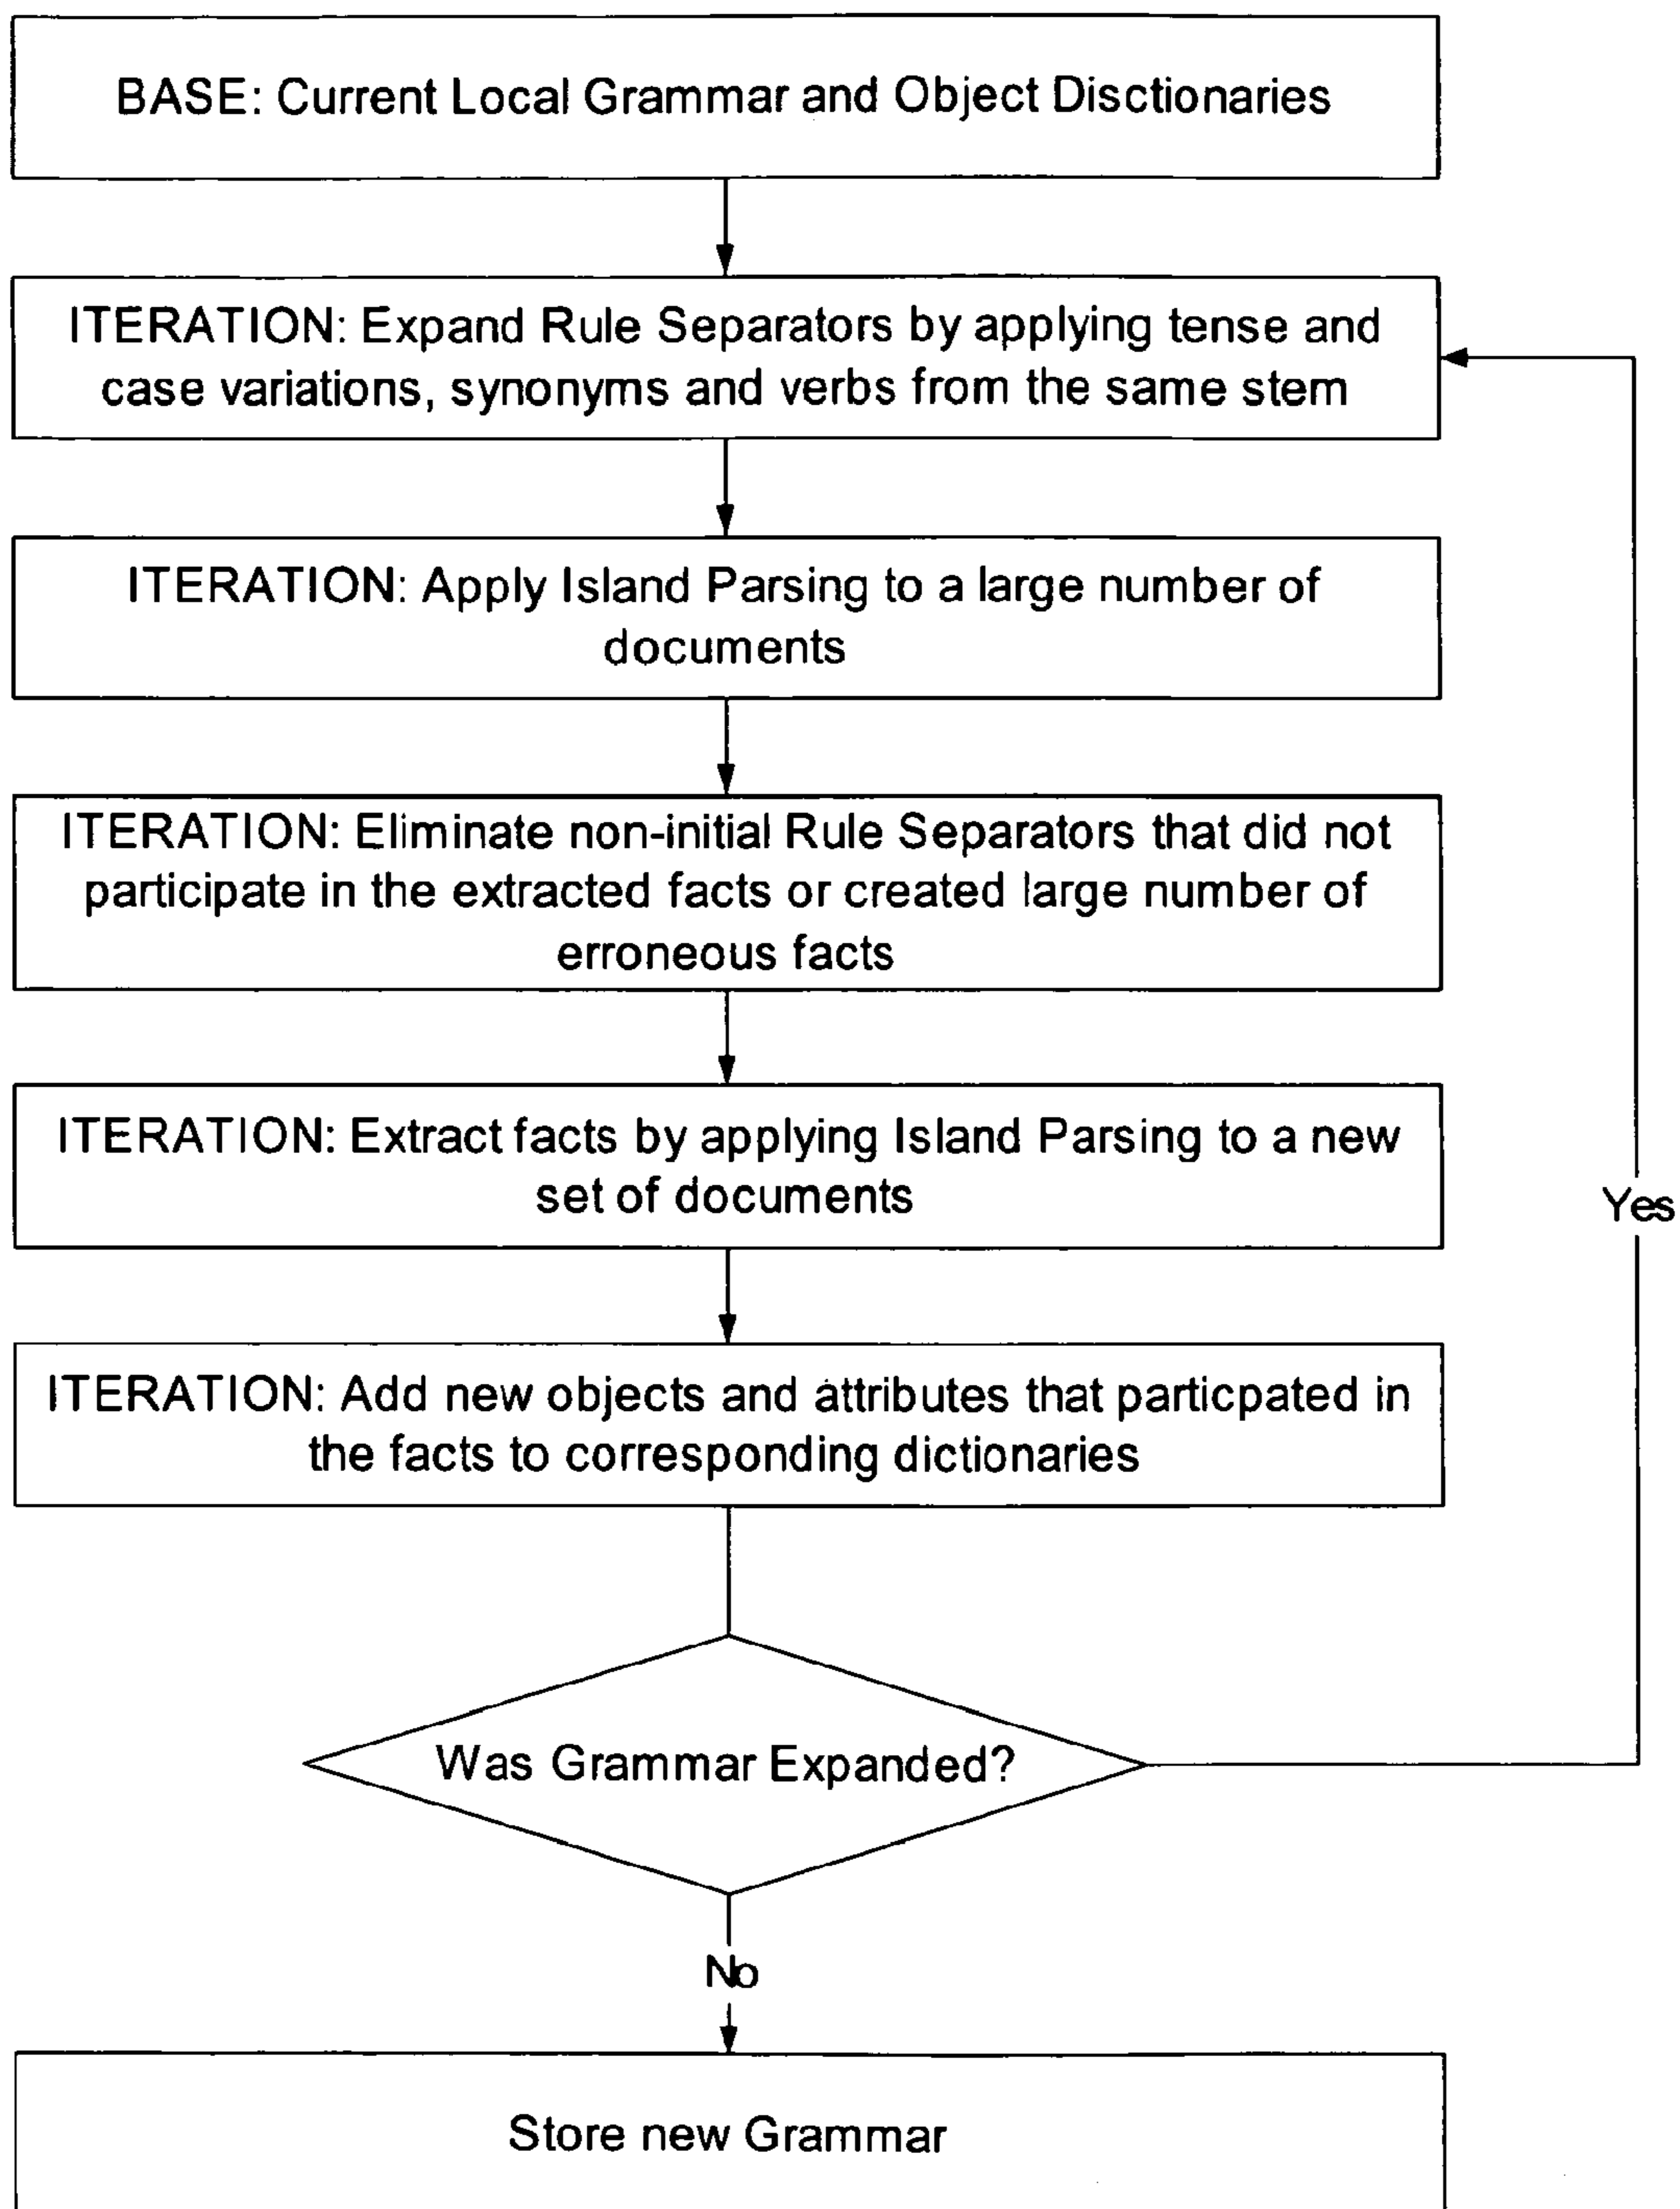 BASE: Current Local Grammar and Object Disctionaries
ITERATION: Expand Rule Separators by applying tense and
case variations, synonyms and verbs from the same stem
ITERATION: Apply Island Parsing to a large number of
documents
ITERATION: Eliminate non-initial Rule Separators that did not
participate in the extracted facts or created large number of
erroneous facts
ITERATION: Extract facts by applying Island Parsing to a new
set of documents
Yes
ITERATION: Add new objects and attributes that particpated in
the facts to corresponding dictionaries
Was Grammar Expanded?
No
Store new Grammar